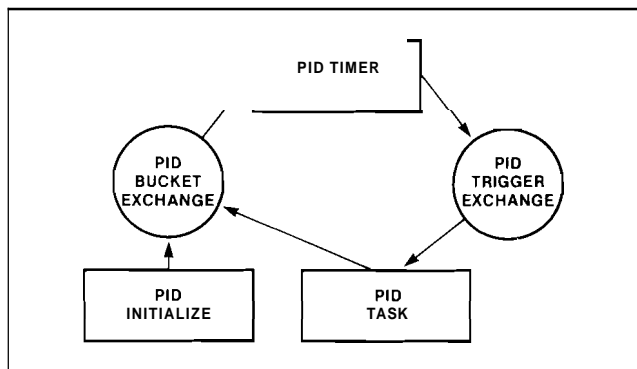 PID TIMER
PID
BUCKET
EXCHANGE
PID
TRIGGER
EXCHANGE
PID
INITIALIZE
PID
TASK